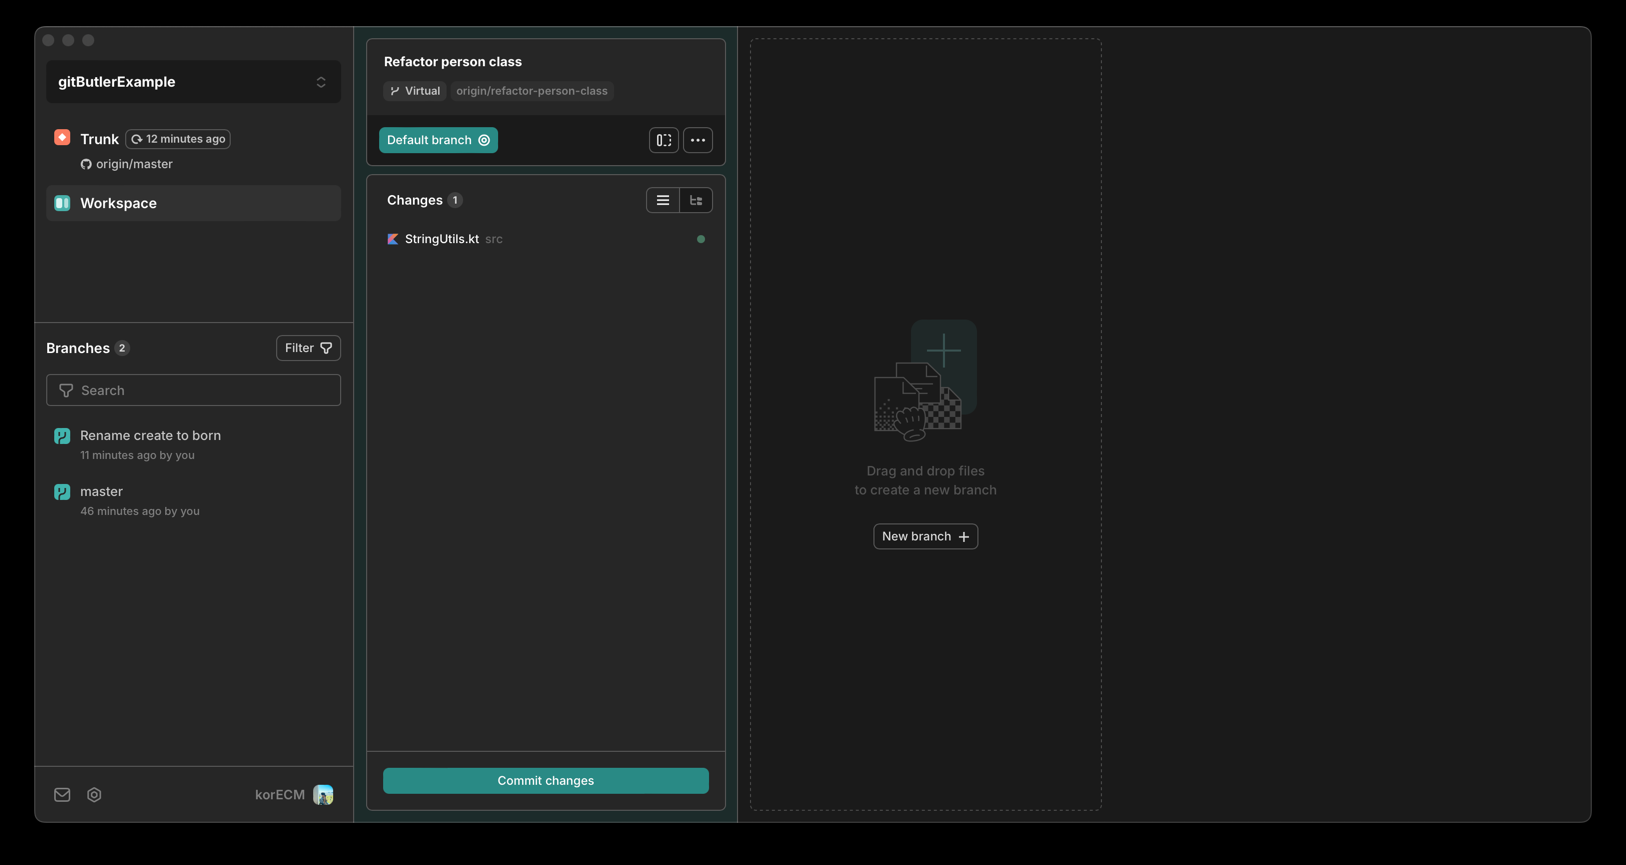 gitButlerExample
Trunk 12 minutes ago
origin/master
Workspace
Branches 2
Filter
Search
Rename create to born
11 minutes ago by you
master
46 minutes ago by you
korECM
Refactor person class
Virtual origin/refactor-person-class
Default branch
Changes 1
StringUtils.kt src
Commit changes
Drag and drop files
to create a new branch
New branch